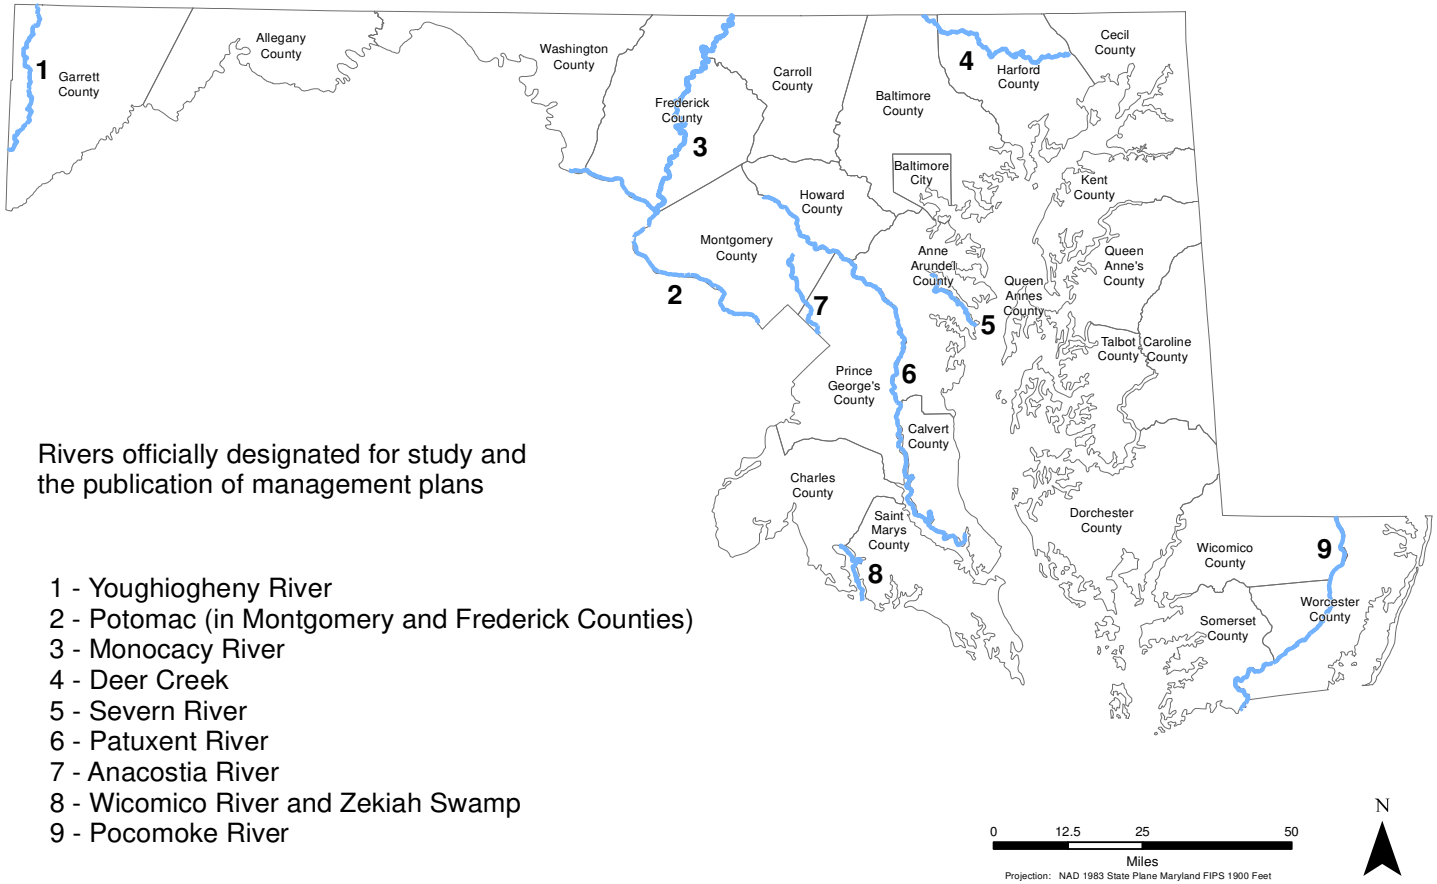 Allegany
County
Washington
County
Cecil
County
1
Garrett
County
Carroll
County
4
Harford
County
Frederick
County
3
Baltimore
County
Baltimore
City
Kent
County
Howard
County
Montgomery
County
Anne
Arundel
County
Queen
Anne's
County
Queen
Annes
County
2
7
5
Talbot
County
Caroline
County
Prince
George's
County
6
Calvert
County
Rivers officially designated for study and
the publication of management plans
Charles
County
Saint
Marys
County
Dorchester
County
Wicomico
County
9
8
Worcester
County
Somerset
County
1 - Youghiogheny River
2 - Potomac (in Montgomery and Frederick Counties)
3 - Monocacy River
4 - Deer Creek
5 - Severn River
6 - Patuxent River
7 - Anacostia River
8 - Wicomico River and Zekiah Swamp
9 - Pocomoke River
N
0 12.5 25 50
Miles
Projection: NAD 1983 State Plane Maryland FIPS 1900 Feet